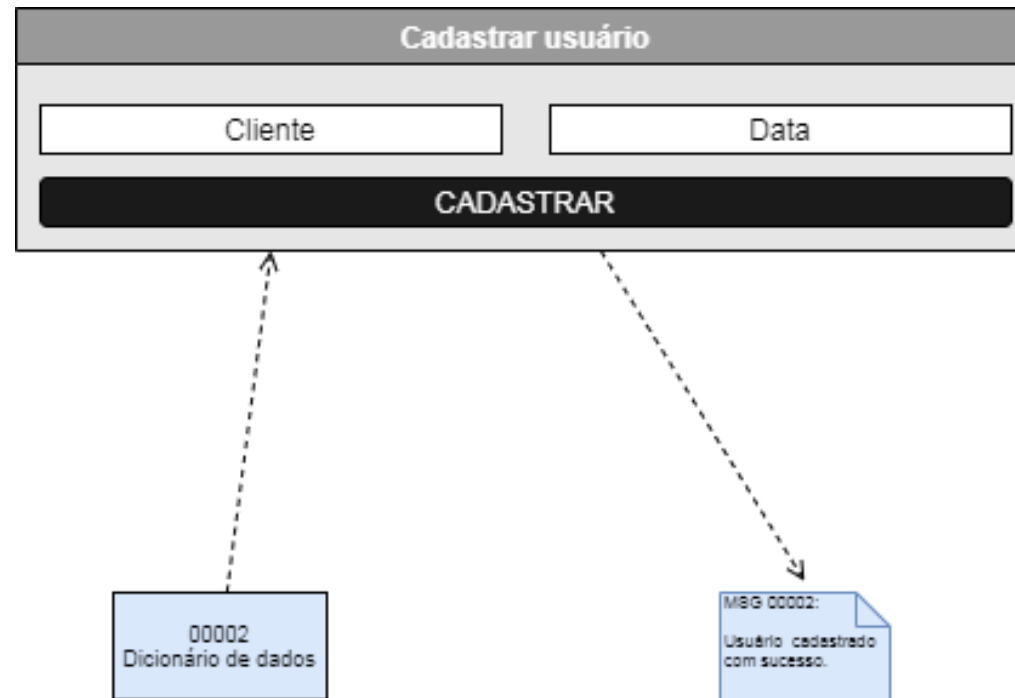 Cadastrar usuário
Cliente
Data
CADASTRAR
00002
Dicionário de dados
MSG 00002:
Usuário cadastrado
com sucesso.